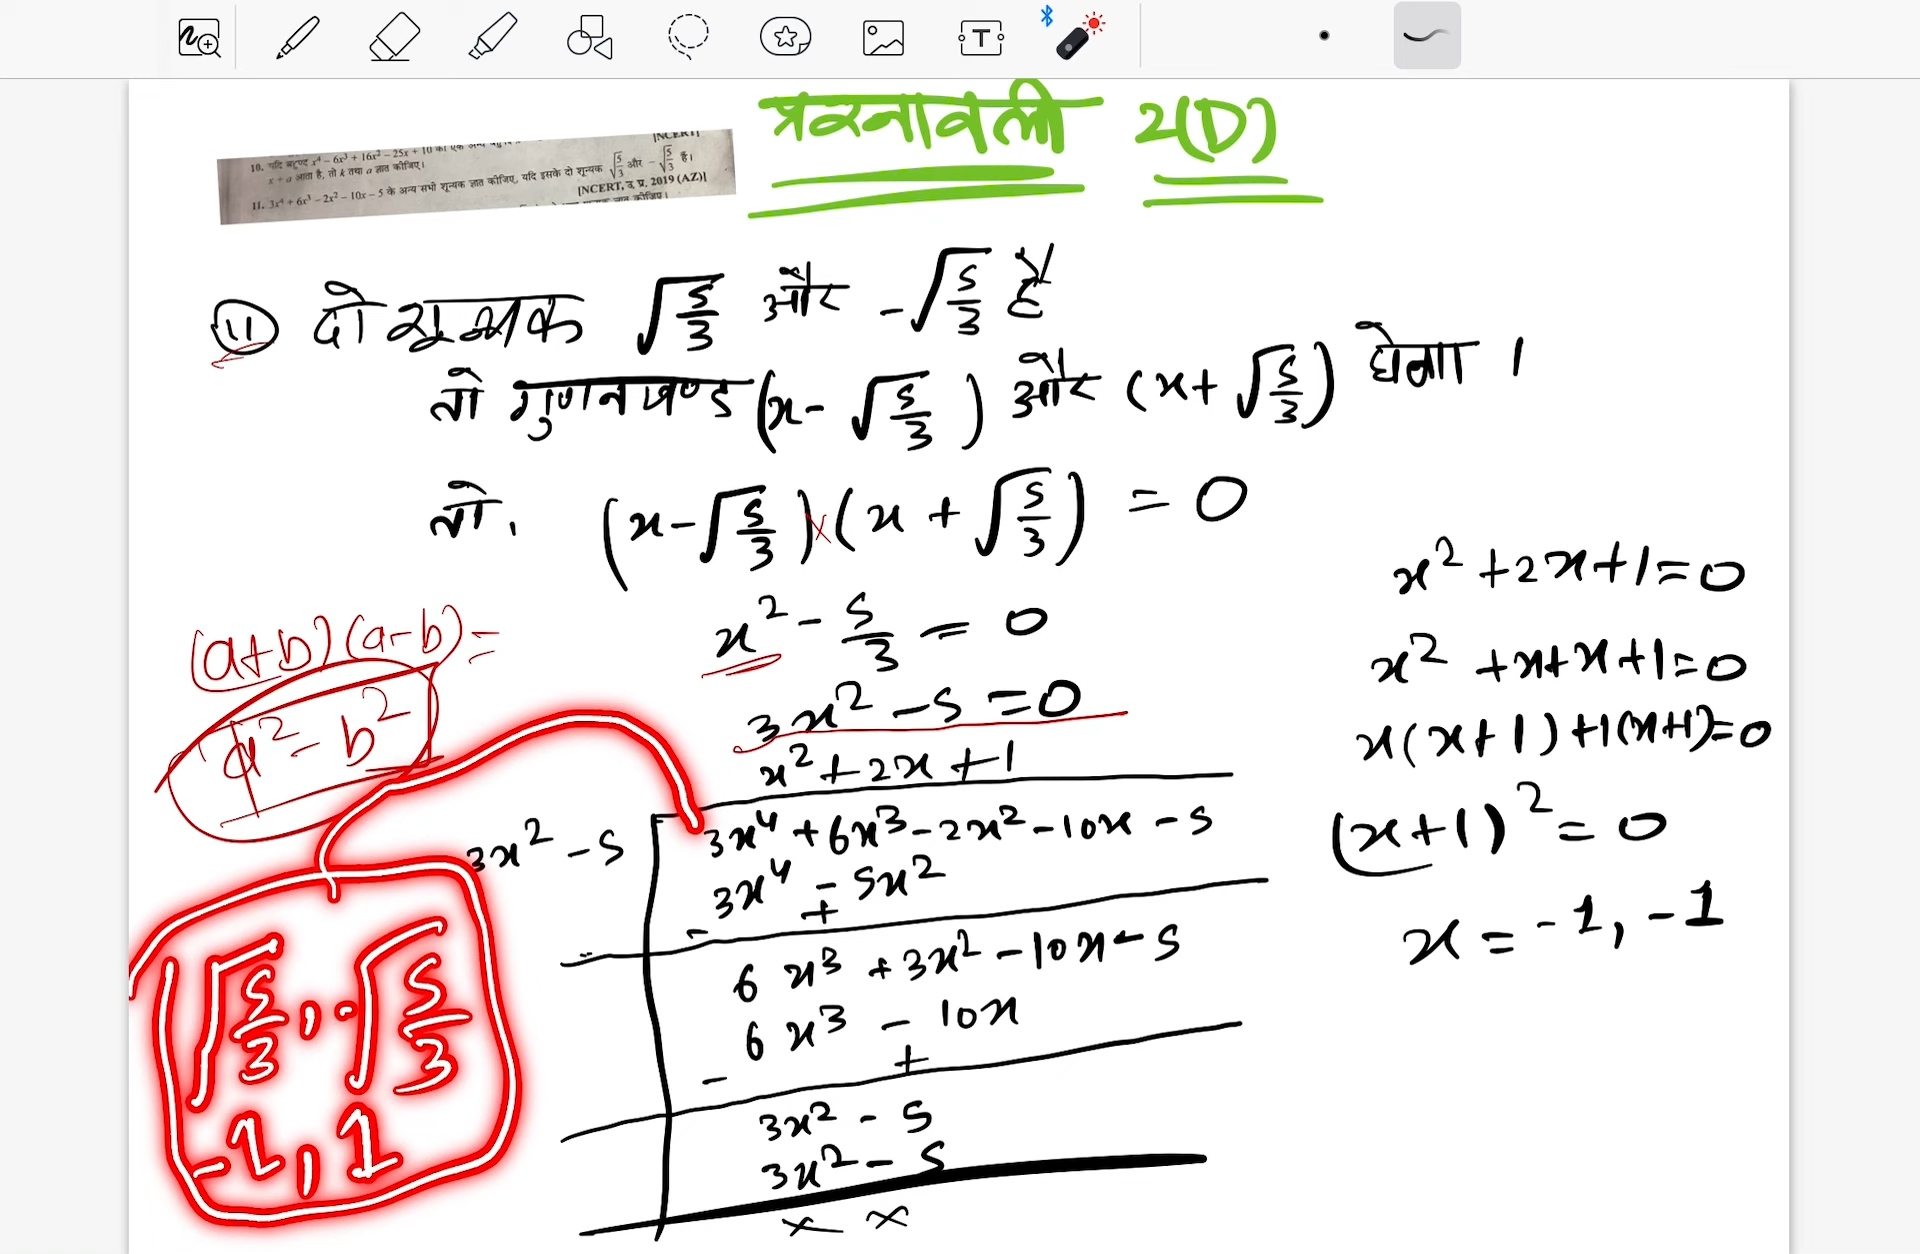 प्रश्नावली 2(D)
[NCERT]
10. यदि बहुपद x⁴ – 6x³ + 16x² – 25x + 10 को एक अन्य
x + a आता है, तो k तथा a ज्ञात कीजिए।
11. 3x⁴ + 6x³ – 2x² – 10x – 5 के अन्य सभी शून्यक ज्ञात कीजिए, यदि इसके दो शून्यक √(5/3) और – √(5/3) हैं।
[NCERT, उ. प्र. 2019 (AZ)]
(11) दो शून्यक √(5/3) और -√(5/3) है
तो गुणनखण्ड (x-√(5/3)) और (x+√(5/3)) होगा।
तो, (x-√(5/3))×(x+√(5/3)) = 0
x² - 5/3 = 0
3x² - 5 = 0
(a+b)(a-b)=
a²-b²
x²+2x+1
3x²-5
3x⁴+6x³-2x²-10x-5
3x⁴ - 5x²
- +
6x³+3x²-10x-5
6x³ - 10x
- +
3x² - 5
3x² - 5
× ×
x²+2x+1=0
x²+x+x+1=0
x(x+1)+1(x+1)=0
(x+1)²=0
x = -1, -1
√(5/3), -√(5/3)
-1, 1